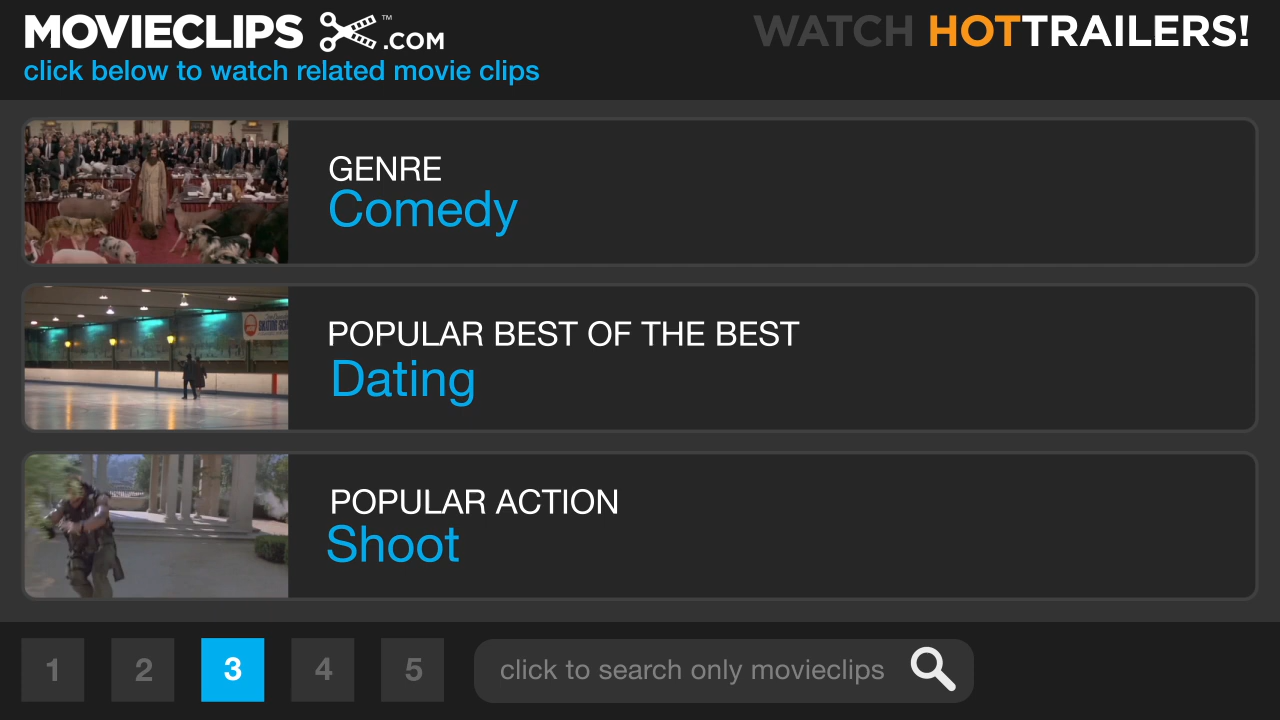 MOVIECLIPS ™ .COM
WATCH HOTTRAILERS!
click below to watch related movie clips
GENRE
Comedy
POPULAR BEST OF THE BEST
Dating
POPULAR ACTION
Shoot
1 2 3 4 5 click to search only movieclips